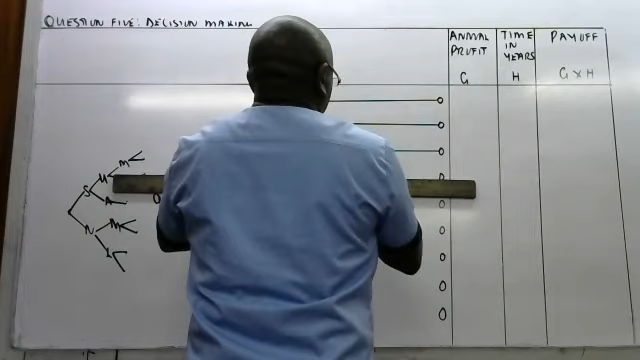 QUESTION FIVE: DECISION MAKING
ANNUAL PROFIT
G
TIME IN YEARS
H
PAYOFF
G X H
M
S
A
N
M